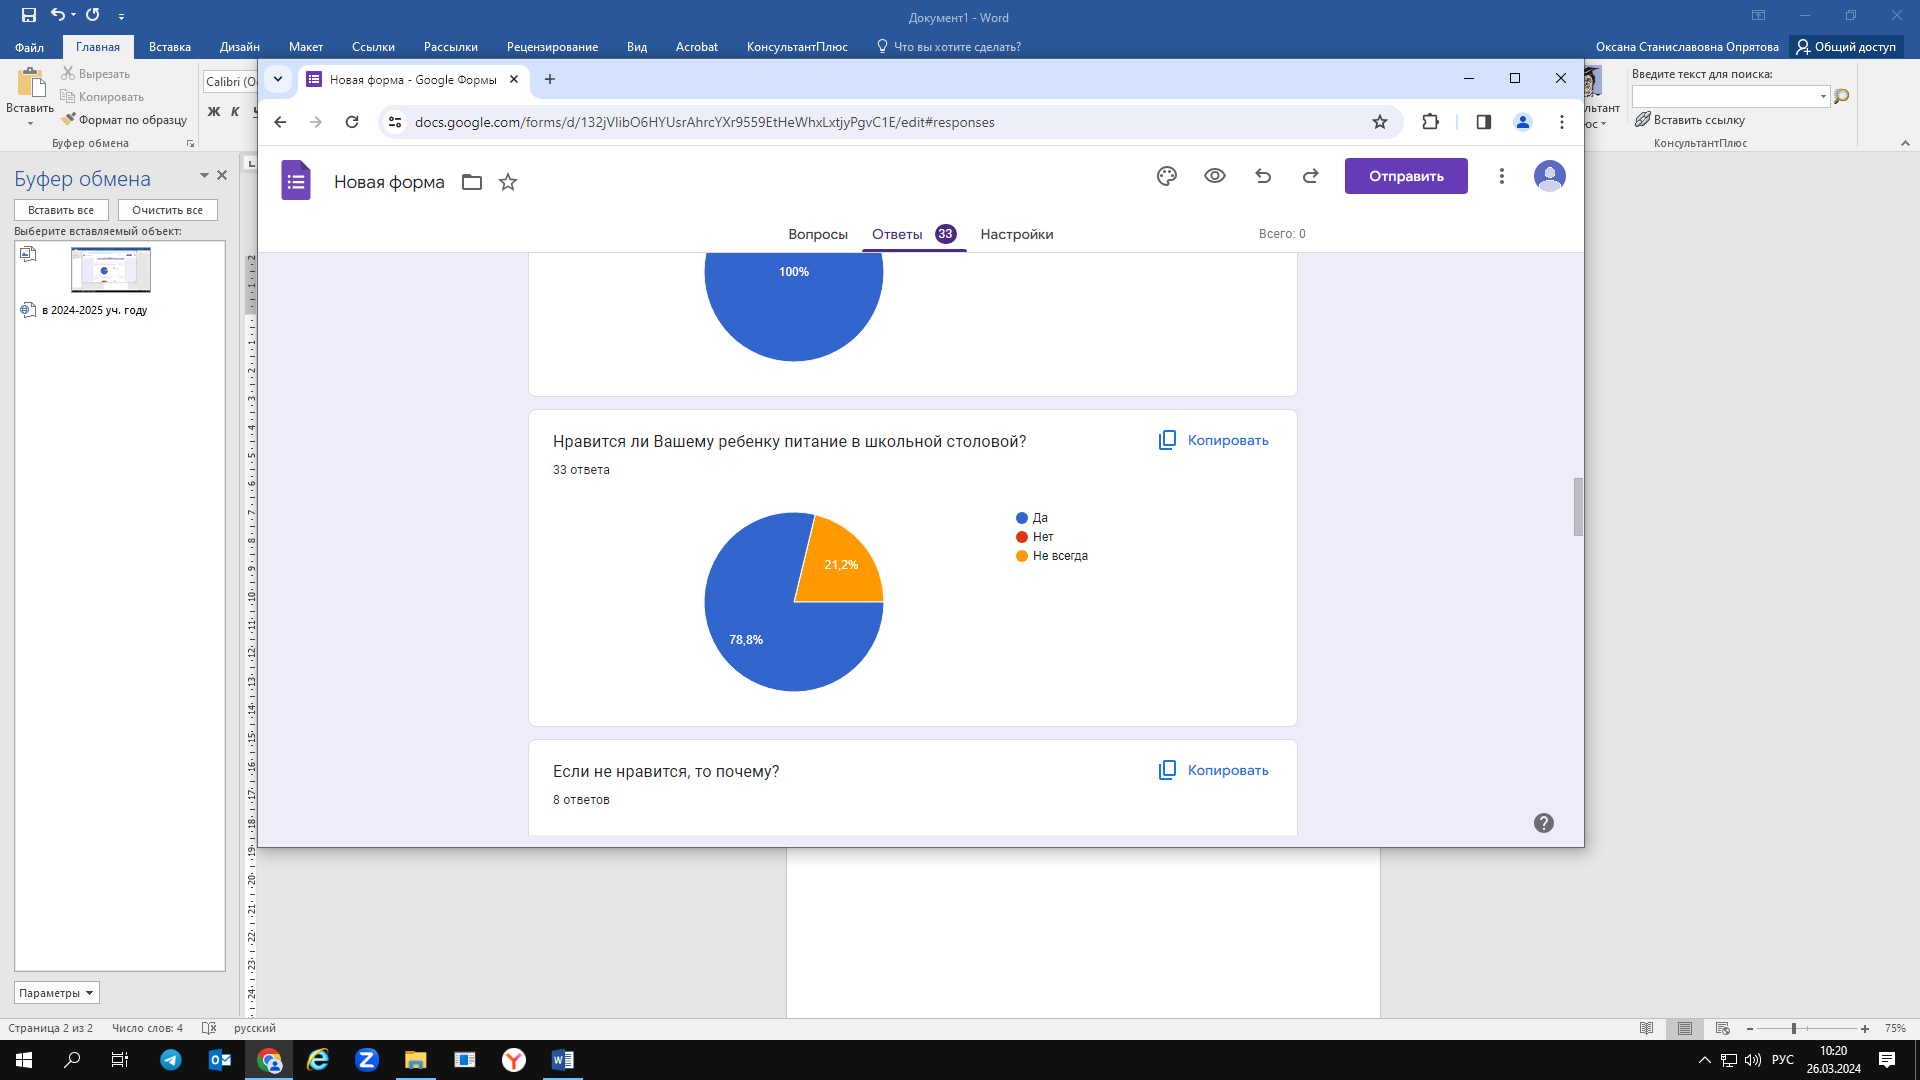 Документ1 - Word
Файл Главная Вставка Дизайн Макет Ссылки Рассылки Рецензирование Вид Acrobat КонсультантПлюс Что вы хотите сделать? Оксана Станиславовна Опрятова Общий доступ
Вставить
Вырезать
Копировать
Формат по образцу
Буфер обмена
Calibri (О
Ж К
Введите текст для поиска:
Вставить ссылку
КонсультантПлюс
Новая форма - Google Формы
docs.google.com/forms/d/132jVlibO6HYUsrAhrcYXr9559EtHeWhxLxtjyPgvC1E/edit#responses
Буфер обмена
Вставить все Очистить все
Выберите вставляемый объект:
в 2024-2025 уч. году
Параметры
Новая форма
Отправить
Вопросы Ответы 33 Настройки Всего: 0
100%
Нравится ли Вашему ребенку питание в школьной столовой?
Копировать
33 ответа
Да
Нет
Не всегда
21,2%
78,8%
Если не нравится, то почему?
Копировать
8 ответов
Страница 2 из 2 Число слов: 4 русский 75%
РУС 10:20
26.03.2024